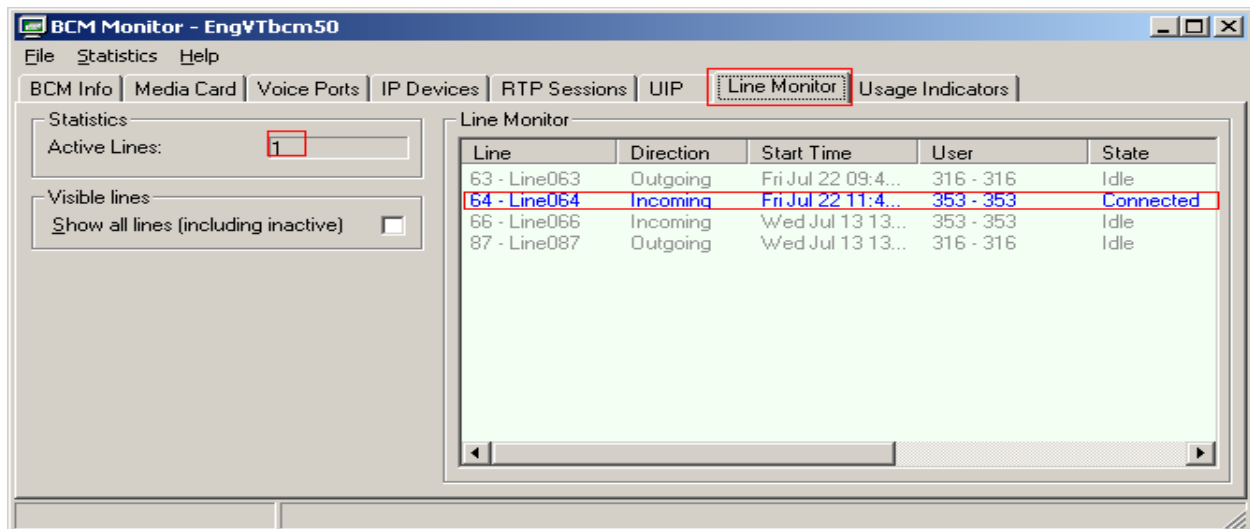 BCM Monitor - EngVTbcm50
File Statistics Help
BCM Info Media Card Voice Ports IP Devices RTP Sessions UIP Line Monitor Usage Indicators
Statistics
Active Lines: 1
Visible lines
Show all lines (including inactive)
Line Monitor
Line Direction Start Time User State
63 - Line063 Outgoing Fri Jul 22 09:4... 316 - 316 Idle
64 - Line064 Incoming Fri Jul 22 11:4... 353 - 353 Connected
66 - Line066 Incoming Wed Jul 13 13... 353 - 353 Idle
87 - Line087 Outgoing Wed Jul 13 13... 316 - 316 Idle